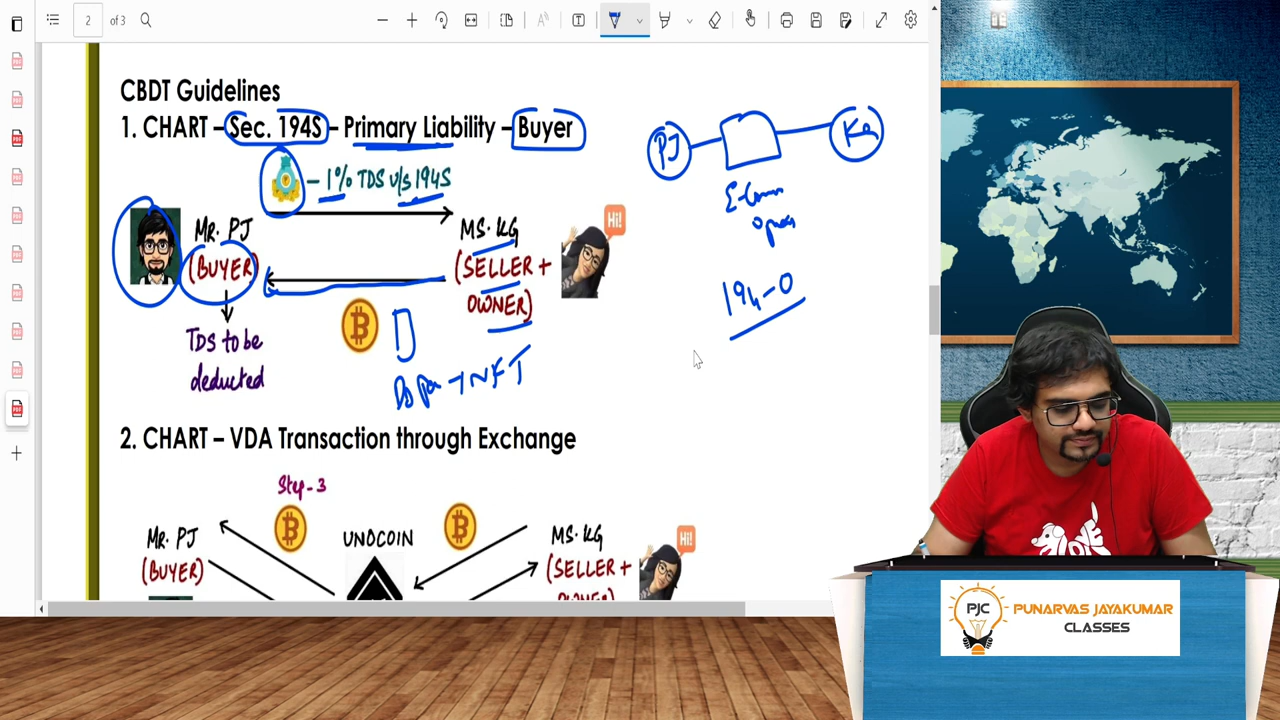 2 of 3
CBDT Guidelines
1. CHART – Sec. 194S – Primary Liability – Buyer
– 1% TDS u/s 194S
MR. PJ
(BUYER)
MS. KG
(SELLER +
OWNER)
Hi!
TDS to be
deducted
NFT
PJ
KG
194-O
2. CHART – VDA Transaction through Exchange
Step-3
MR. PJ
(BUYER)
UNOCOIN
MS. KG
(SELLER +
OWNER)
Hi!
PJC
PUNARVAS JAYAKUMAR
CLASSES